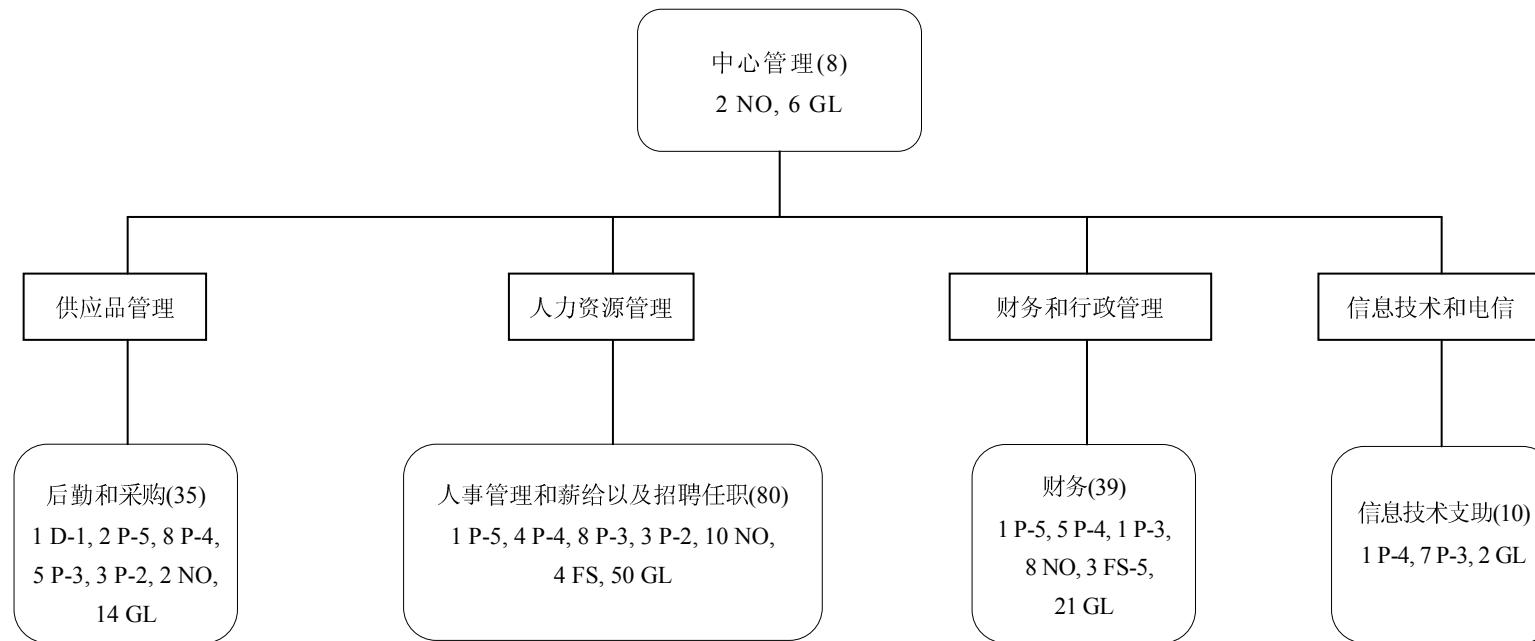 中心管理(8)
2 NO, 6 GL
供应品管理
人力资源管理
财务和行政管理
信息技术和电信
后勤和采购(35)
1 D-1, 2 P-5, 8 P-4,
5 P-3, 3 P-2, 2 NO,
14 GL
人事管理和薪给以及招聘任职(80)
1 P-5, 4 P-4, 8 P-3, 3 P-2, 10 NO,
4 FS, 50 GL
财务(39)
1 P-5, 5 P-4, 1 P-3,
8 NO, 3 FS-5,
21 GL
信息技术支助(10)
1 P-4, 7 P-3, 2 GL